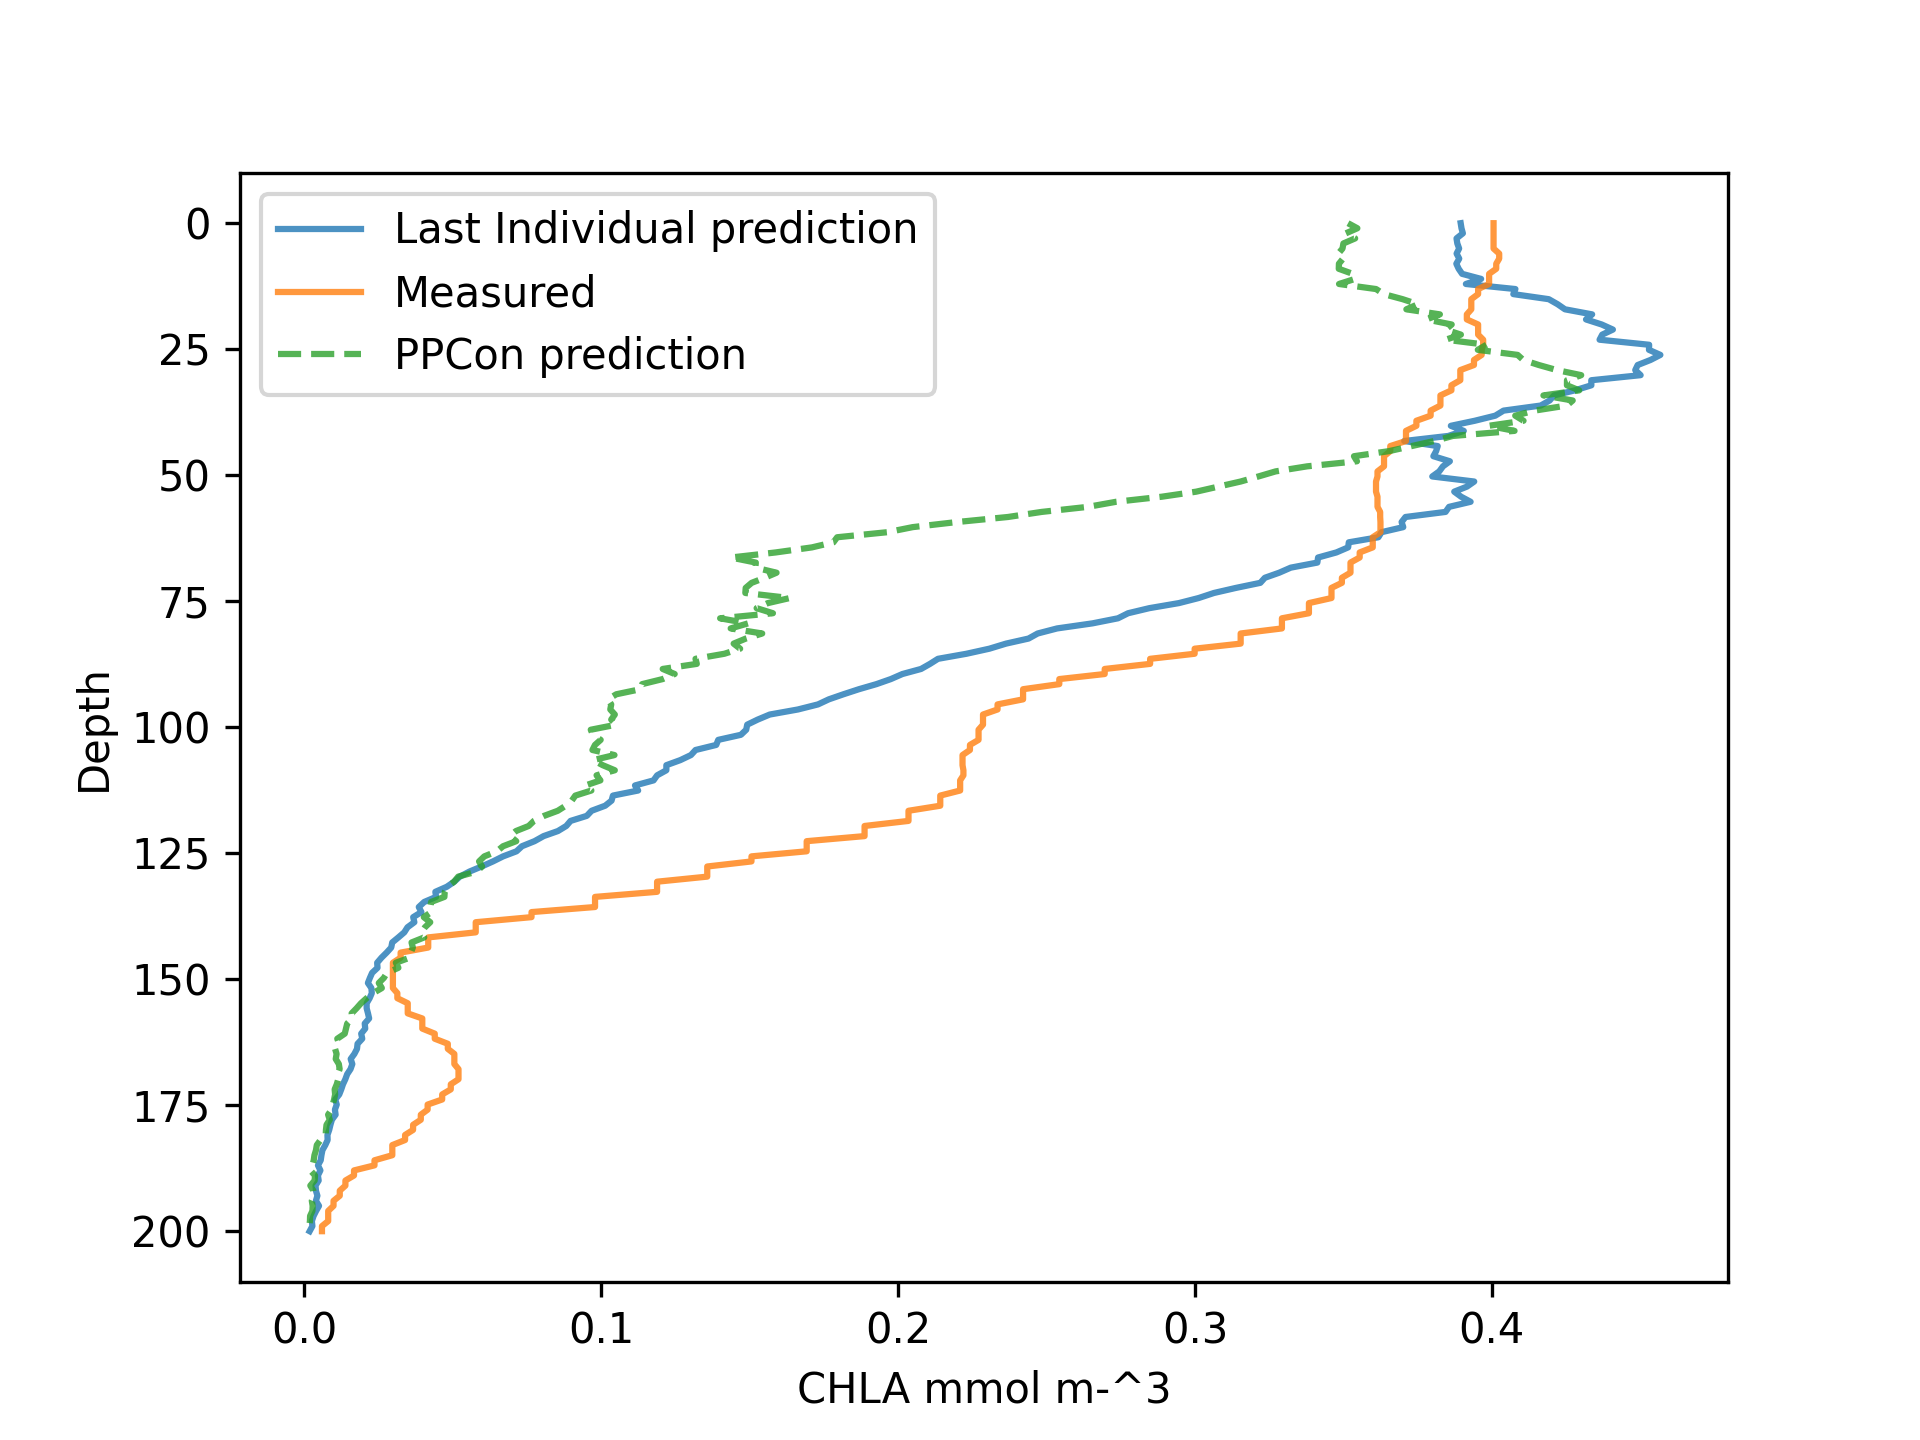 Last Individual prediction
Measured
PPCon prediction
0
25
50
75
100
125
150
175
200
Depth
0.0 0.1 0.2 0.3 0.4
CHLA mmol m-^3